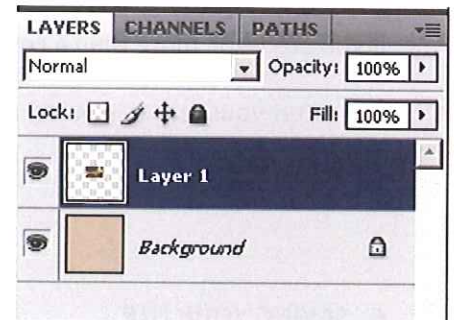 LAYERS CHANNELS PATHS
Normal Opacity: 100%
Lock: Fill: 100%
Layer 1
Background